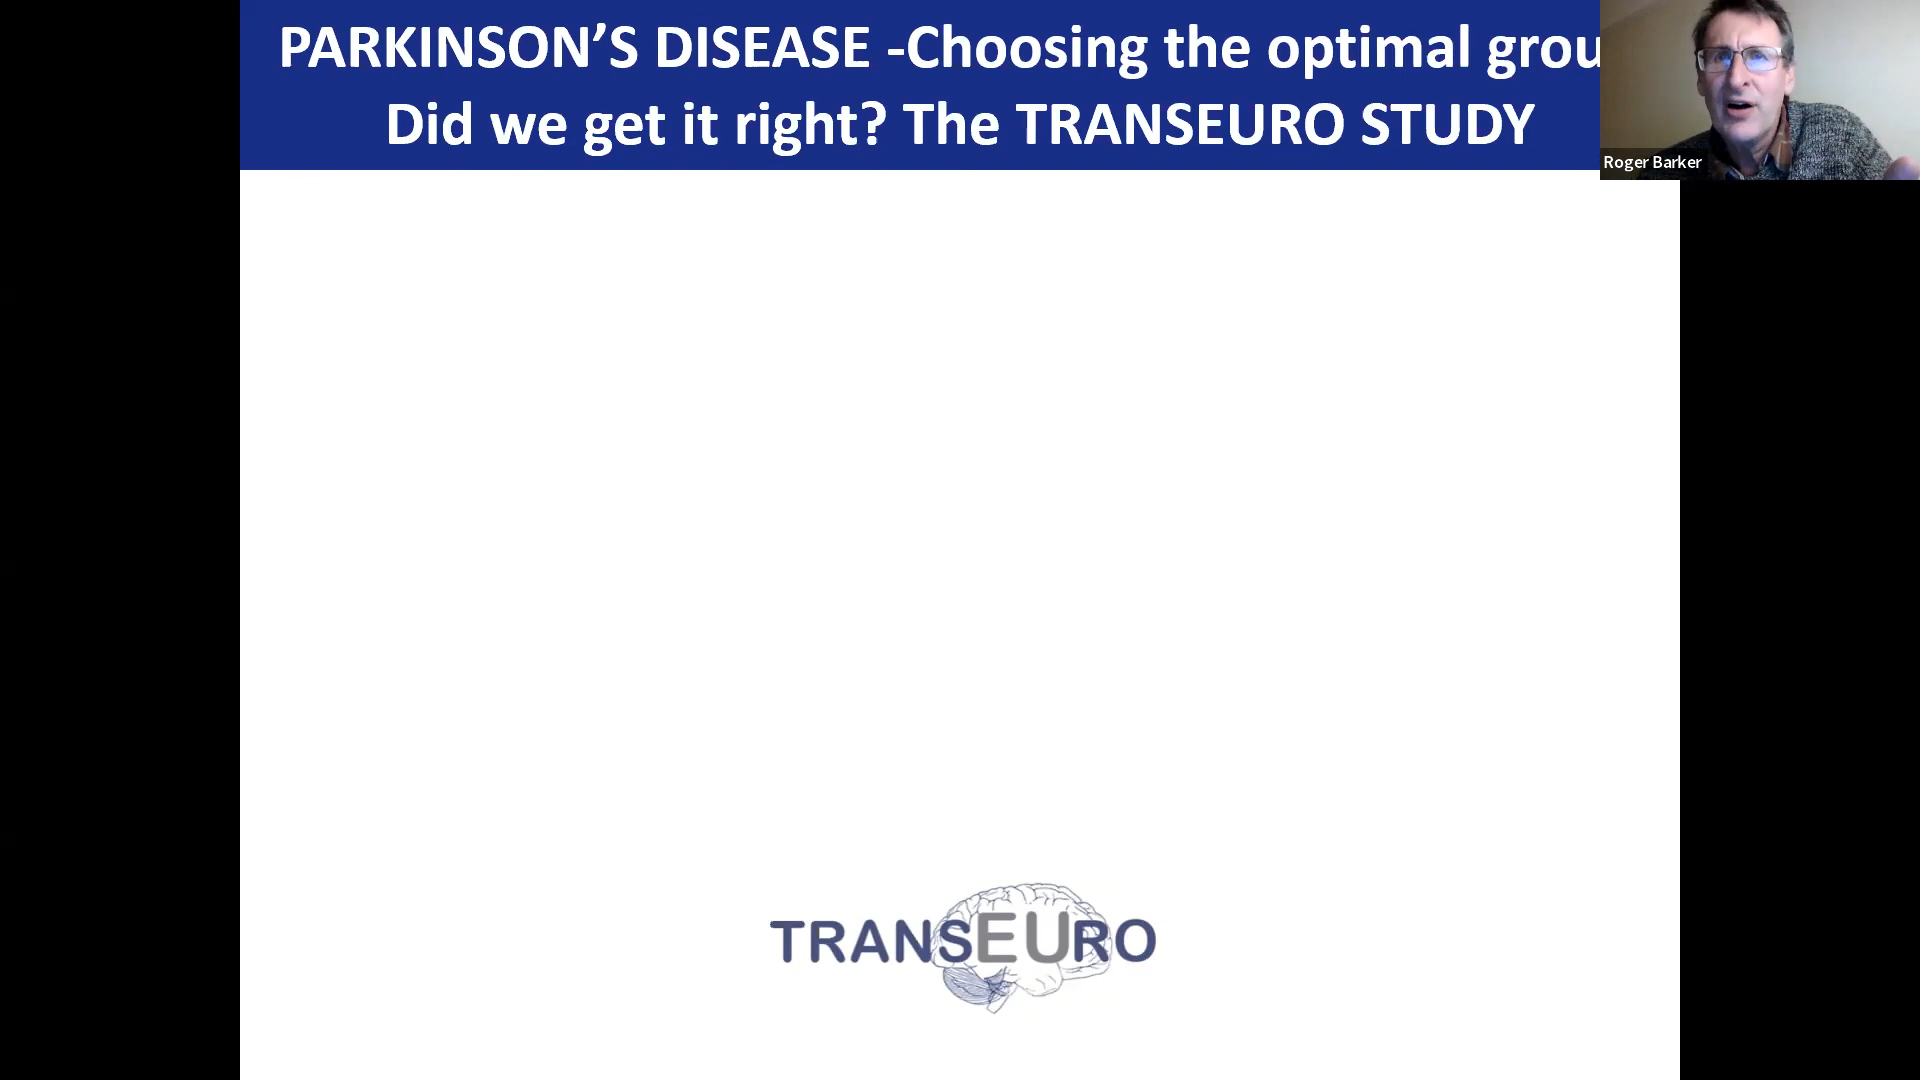 PARKINSON’S DISEASE -Choosing the optimal grou
Did we get it right? The TRANSEURO STUDY
Roger Barker
TRANSEURO